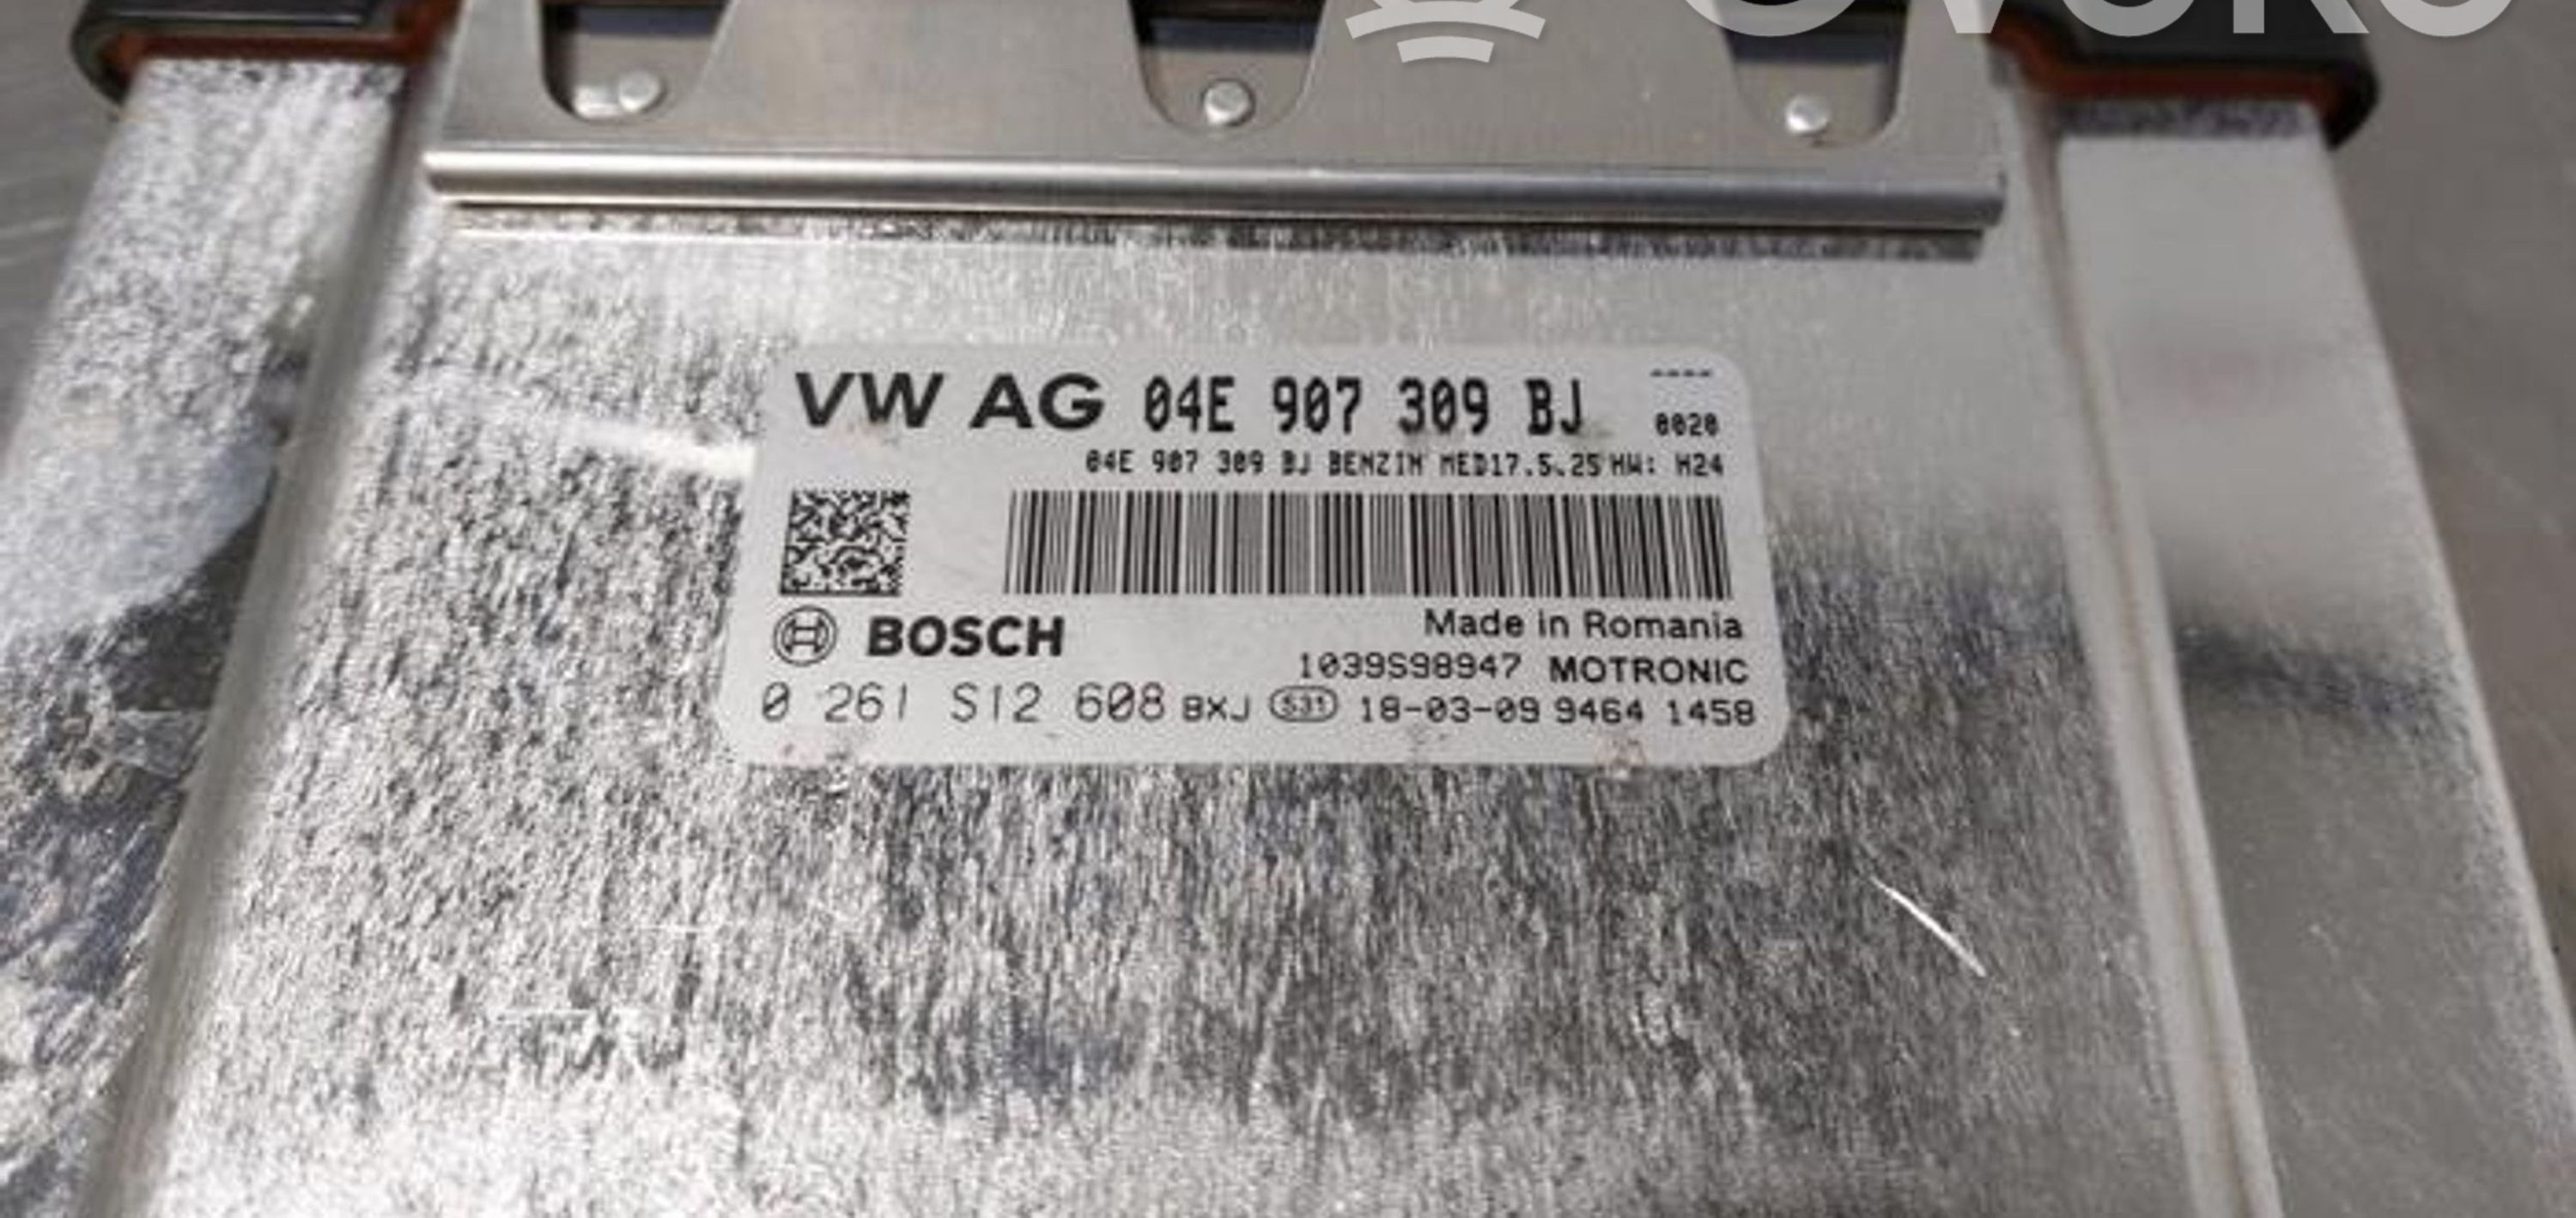 VW AG 04E 907 309 BJ ----
0020
04E 907 309 BJ BENZIN MED17.5.25 HW: H24
BOSCH
Made in Romania
1039S98947 MOTRONIC
0 261 S12 608 BXJ S31 18-03-09 9464 1458